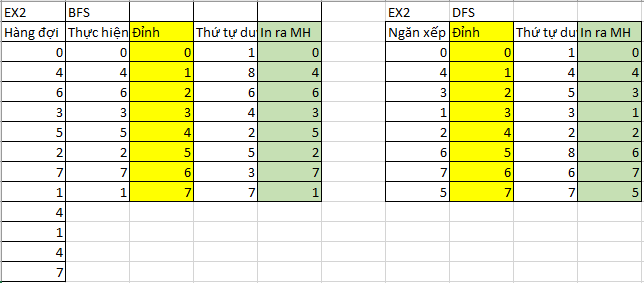 EX2 BFS EX2 DFS
Hàng đợi Thực hiện Đỉnh Thứ tự du In ra MH Ngăn xếp Đỉnh Thứ tự du In ra MH
0 0 0 1 0 0 0 1 0
4 4 1 8 4 4 1 4 4
6 6 2 6 6 3 2 5 3
3 3 3 4 3 1 3 3 1
5 5 4 2 5 2 4 2 2
2 2 5 5 2 6 5 8 6
7 7 6 3 7 7 6 6 7
1 1 7 7 1 5 7 7 5
4
1
4
7